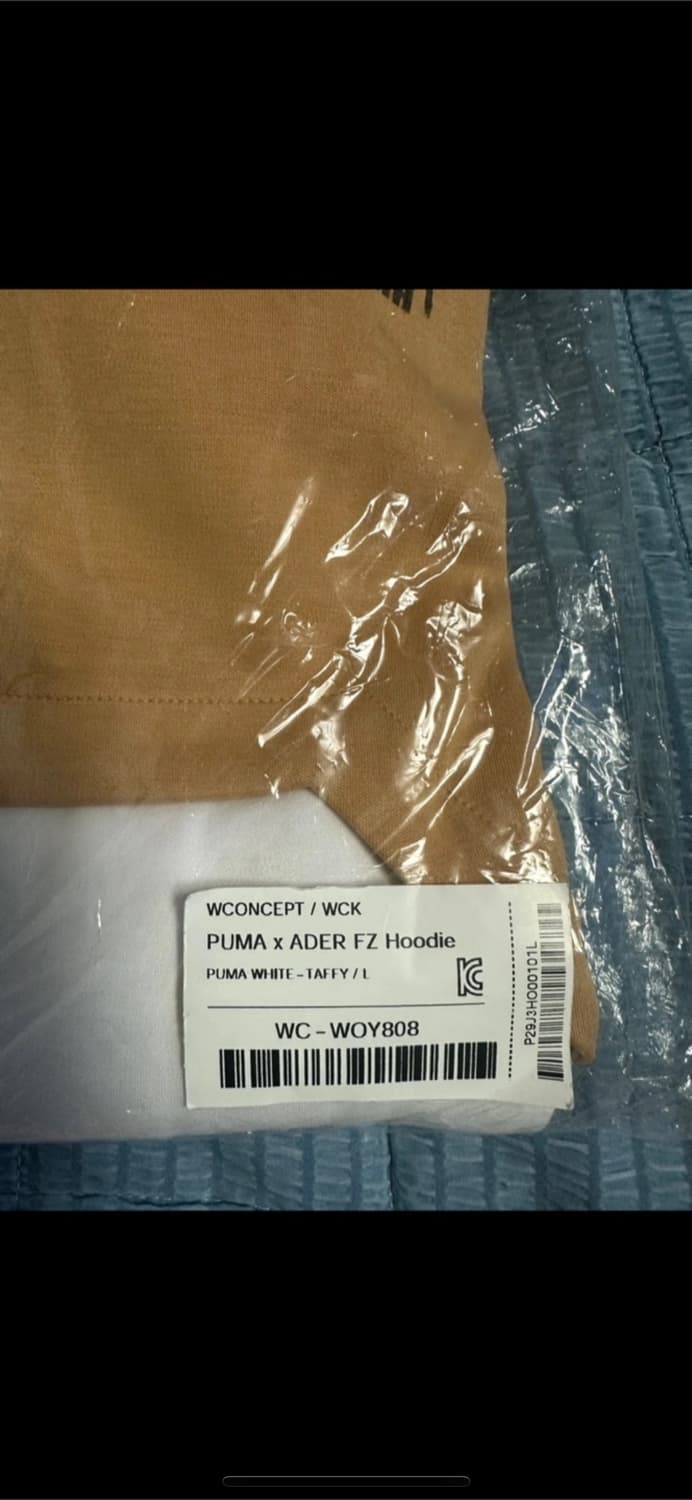 WCONCEPT / WCK
PUMA x ADER FZ Hoodie
PUMA WHITE-TAFFY / L
WC-WOY808
P29J3HO00101L